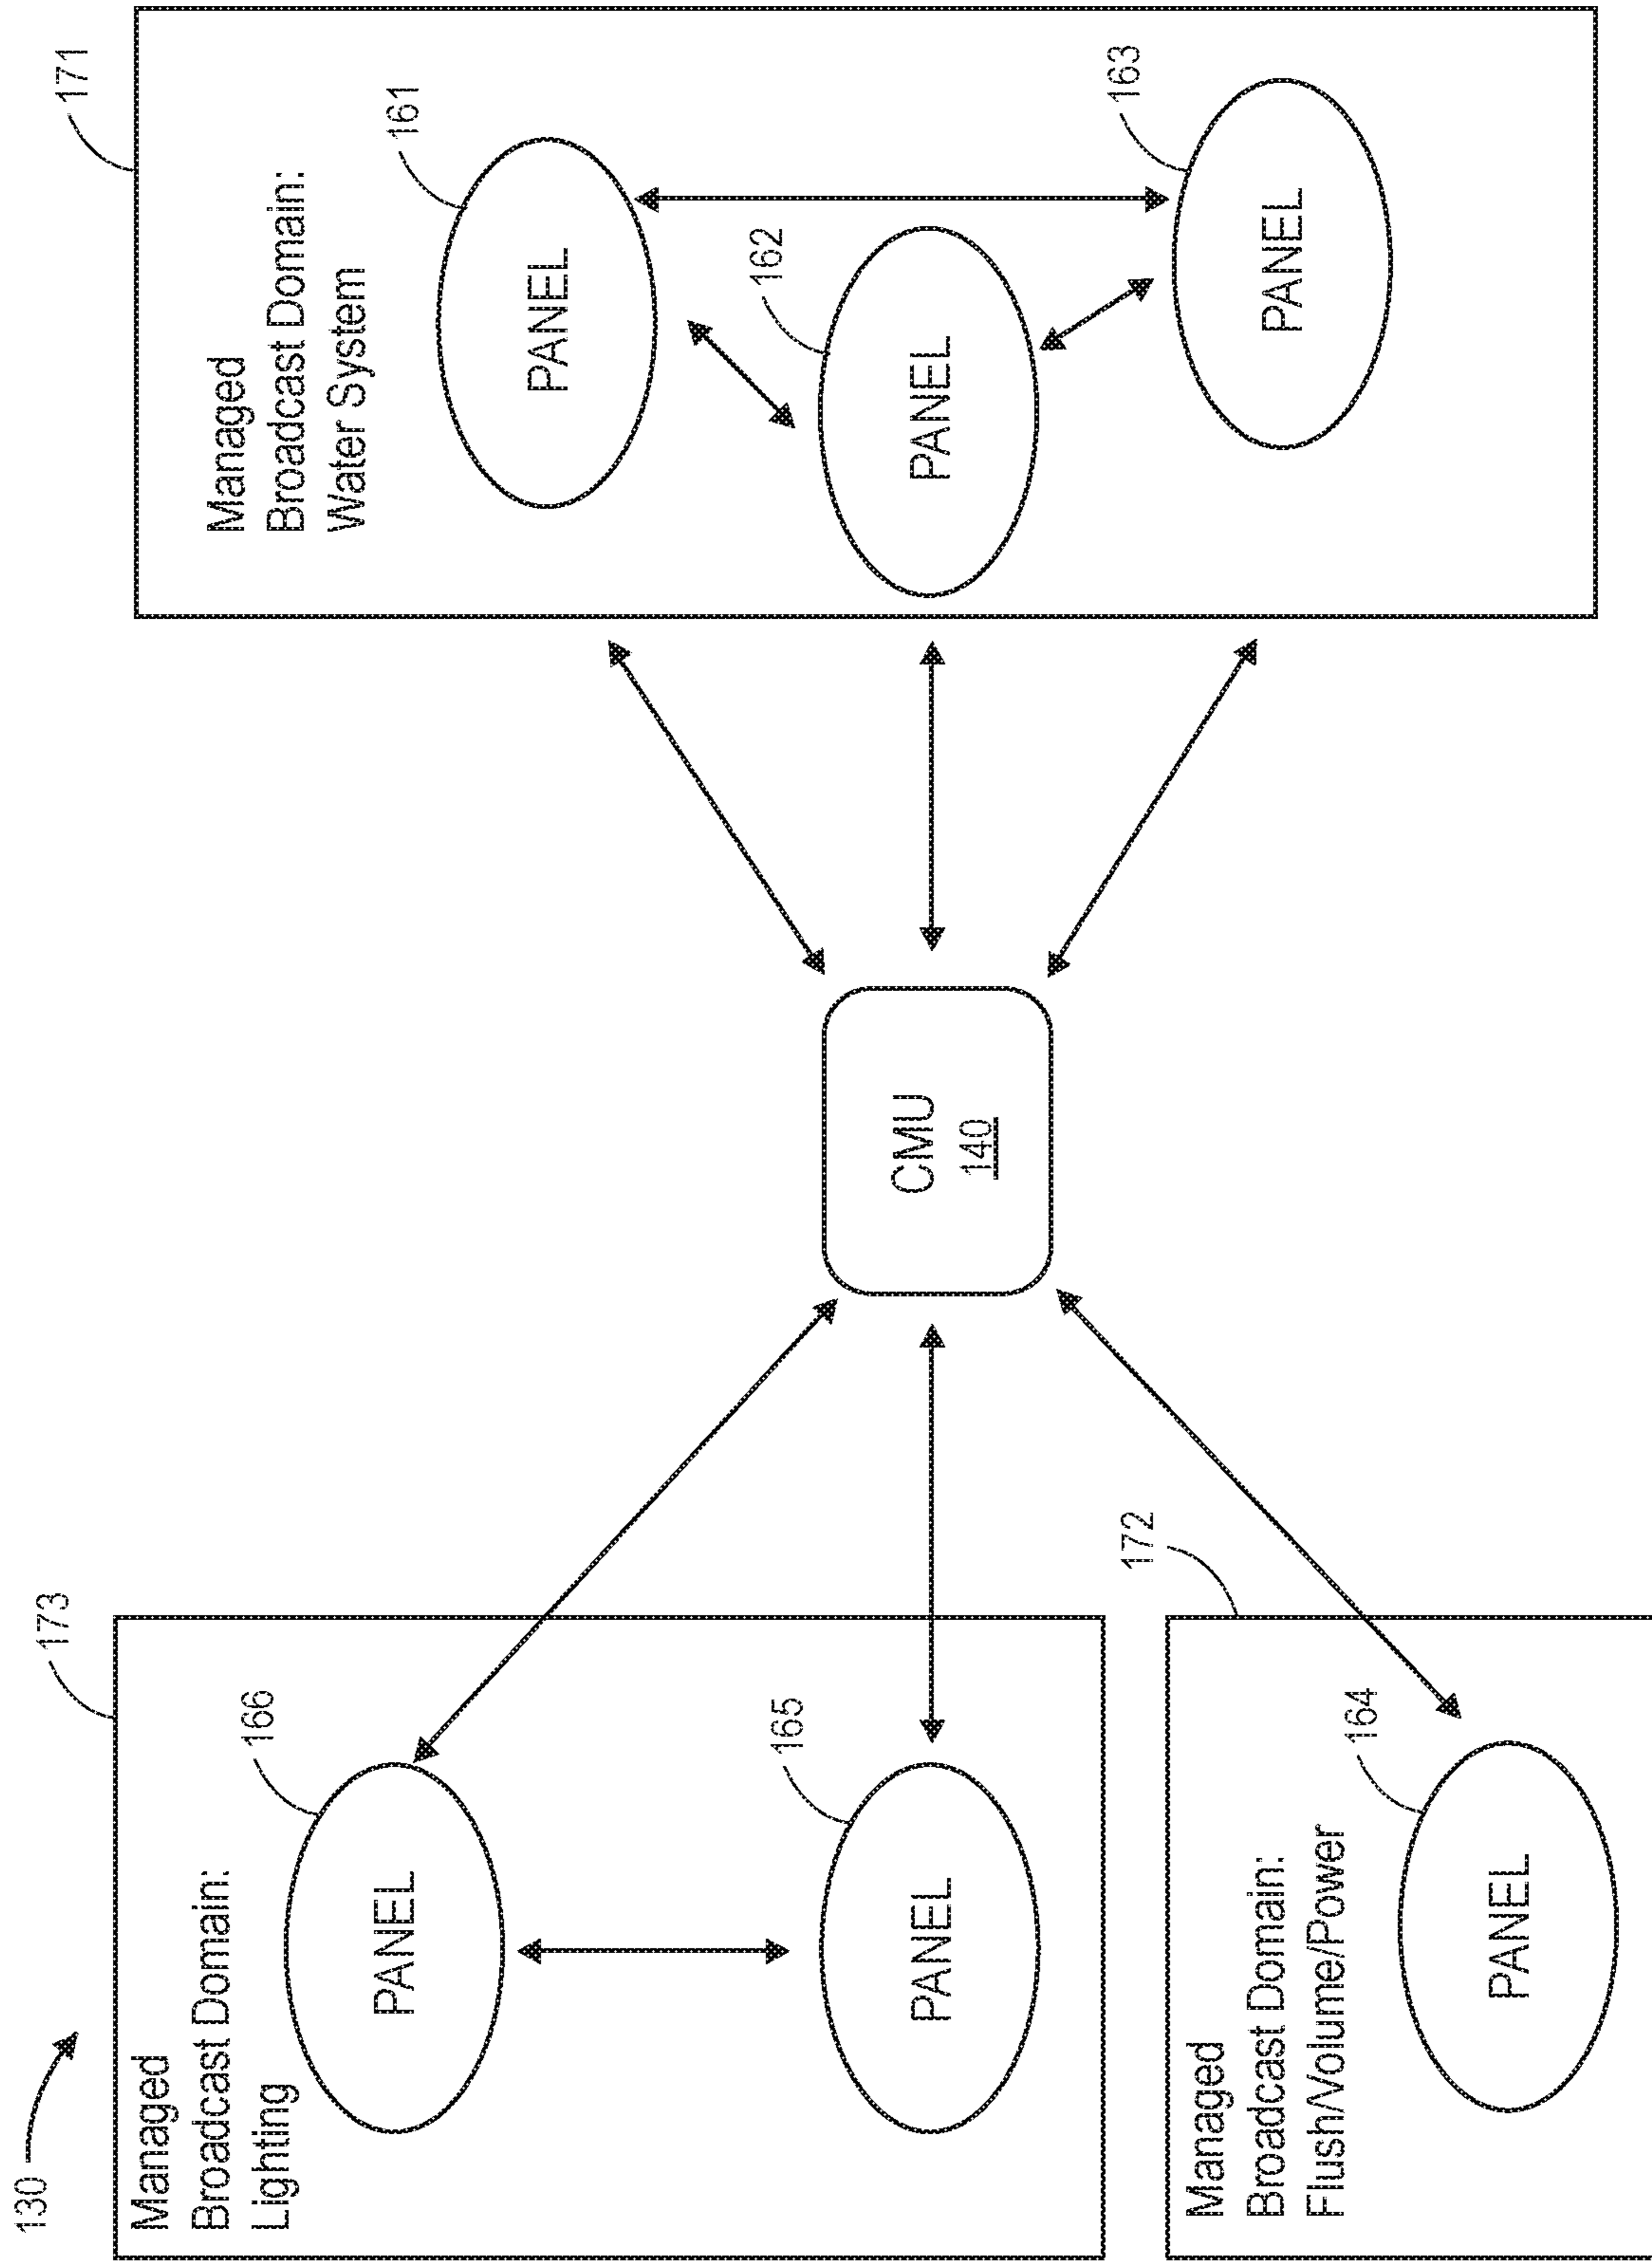 130
173
Managed
Broadcast Domain:
Lighting
166
PANEL
165
PANEL
172
Managed
Broadcast Domain:
Flush/Volume/Power
164
PANEL
CMU
140
171
Managed
Broadcast Domain:
Water System
161
PANEL
162
PANEL
163
PANEL